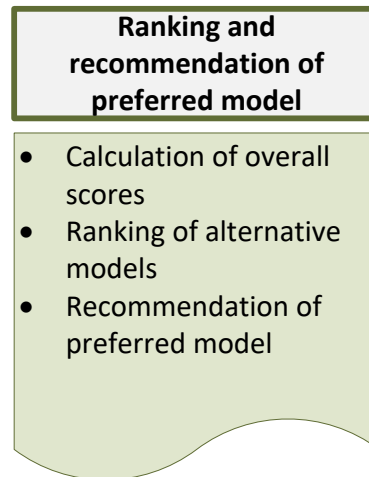 Ranking and
recommendation of
preferred model
• Calculation of overall
scores
• Ranking of alternative
models
• Recommendation of
preferred model